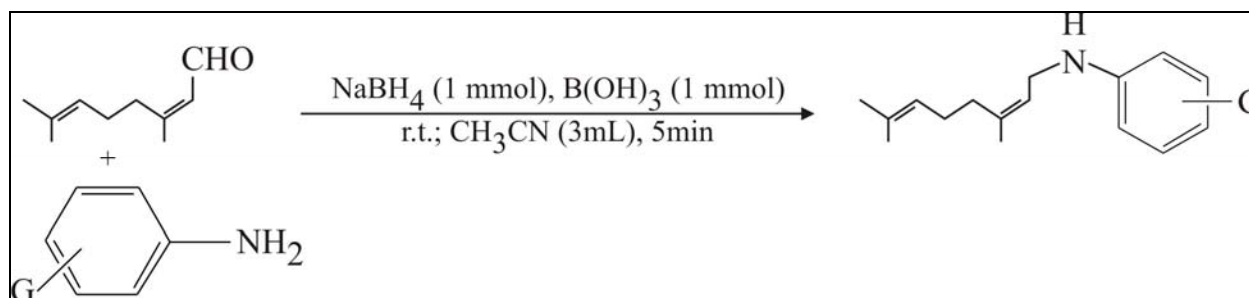 CHO
+
G
NH2
NaBH4 (1 mmol), B(OH)3 (1 mmol)
r.t.; CH3CN (3mL), 5min
H
N